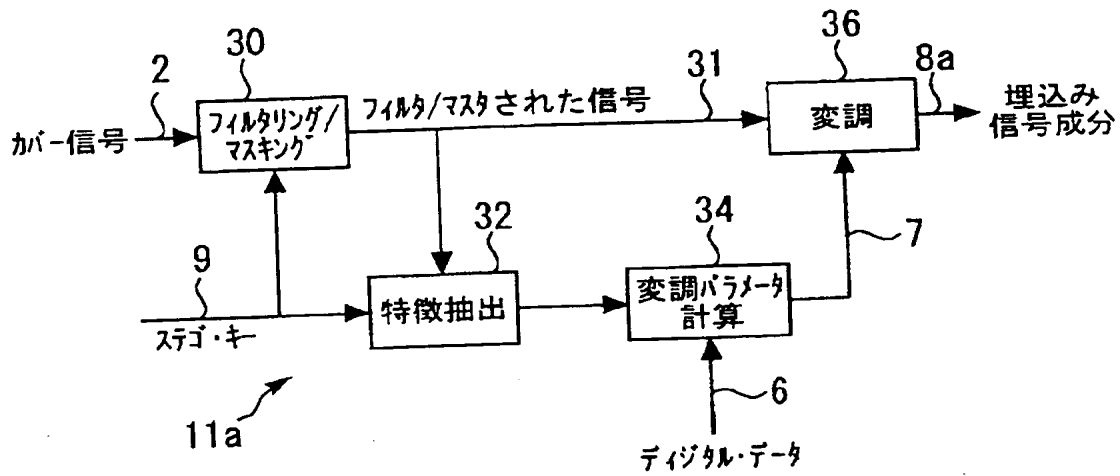 30
36
2
31
8a
カバー信号
フィルタリング/
マスキング
フィルタ/マスタされた信号
変調
埋込み
信号成分
9
32
34
7
ステゴ・キー
特徴抽出
変調パラメータ
計算
11a
6
ディジタル・データ